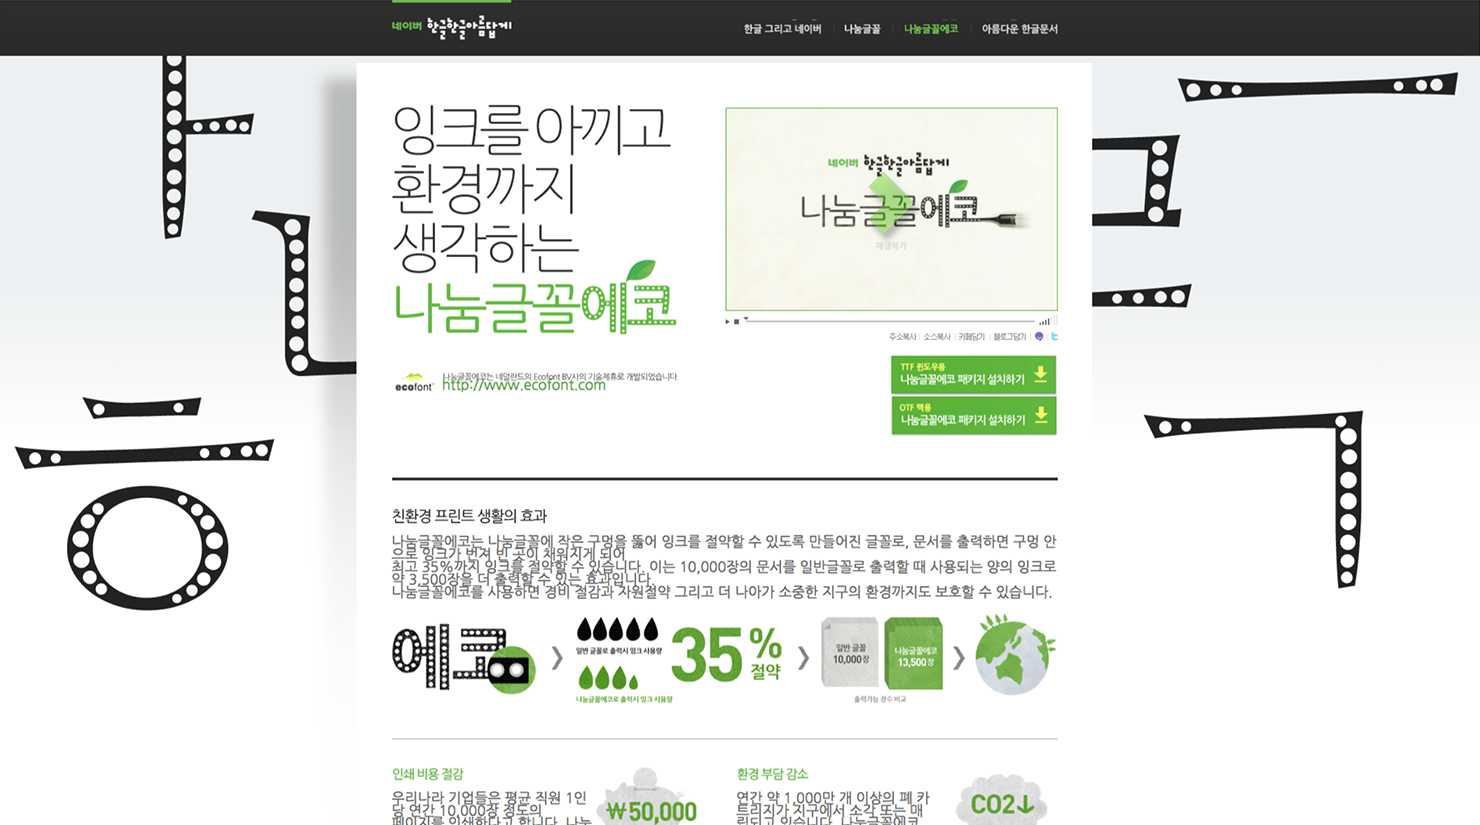 네이버 한글한글아름답게
한글 그리고 네이버
나눔글꼴
나눔글꼴에코
아름다운 한글문서
잉크를 아끼고
환경까지
생각하는
나눔글꼴에코
네이버 한글한글아름답게
나눔글꼴에코
재생하기
주소복사 | 소스복사 | 카페담기 | 블로그담기
ecofont
나눔글꼴에코는 네덜란드의 Ecofont BV사의 기술제휴로 개발되었습니다.
http://www.ecofont.com
TTF 윈도우용
나눔글꼴에코 패키지 설치하기
OTF 맥용
나눔글꼴에코 패키지 설치하기
친환경 프린트 생활의 효과
나눔글꼴에코는 나눔글꼴에 작은 구멍을 뚫어 잉크를 절약할 수 있도록 만들어진 글꼴로, 문서를 출력하면 구멍 안
으로 잉크가 번져 빈 곳이 채워지게 되어
최고 35%까지 잉크를 절약할 수 있습니다. 이는 10,000장의 문서를 일반글꼴로 출력할 때 사용되는 양의 잉크로
약 3,500장을 더 출력할 수 있는 효과입니다.
나눔글꼴에코를 사용하면 경비 절감과 자원절약 그리고 더 나아가 소중한 지구의 환경까지도 보호할 수 있습니다.
에코
일반 글꼴로 출력시 잉크 사용량
나눔글꼴에코로 출력시 잉크 사용량
35%
절약
일반 글꼴
10,000장
나눔글꼴에코
13,500장
출력가능 장수 비교
인쇄 비용 절감
우리나라 기업들은 평균 직원 1인
당 연간 10,000장 정도의
페이지를 인쇄한다고 합니다. 나눔
₩50,000
환경 부담 감소
연간 약 1,000만 개 이상의 폐 카
트리지가 지구에서 소각 또는 매
립되고 있습니다. 나눔글꼴에코
CO2↓